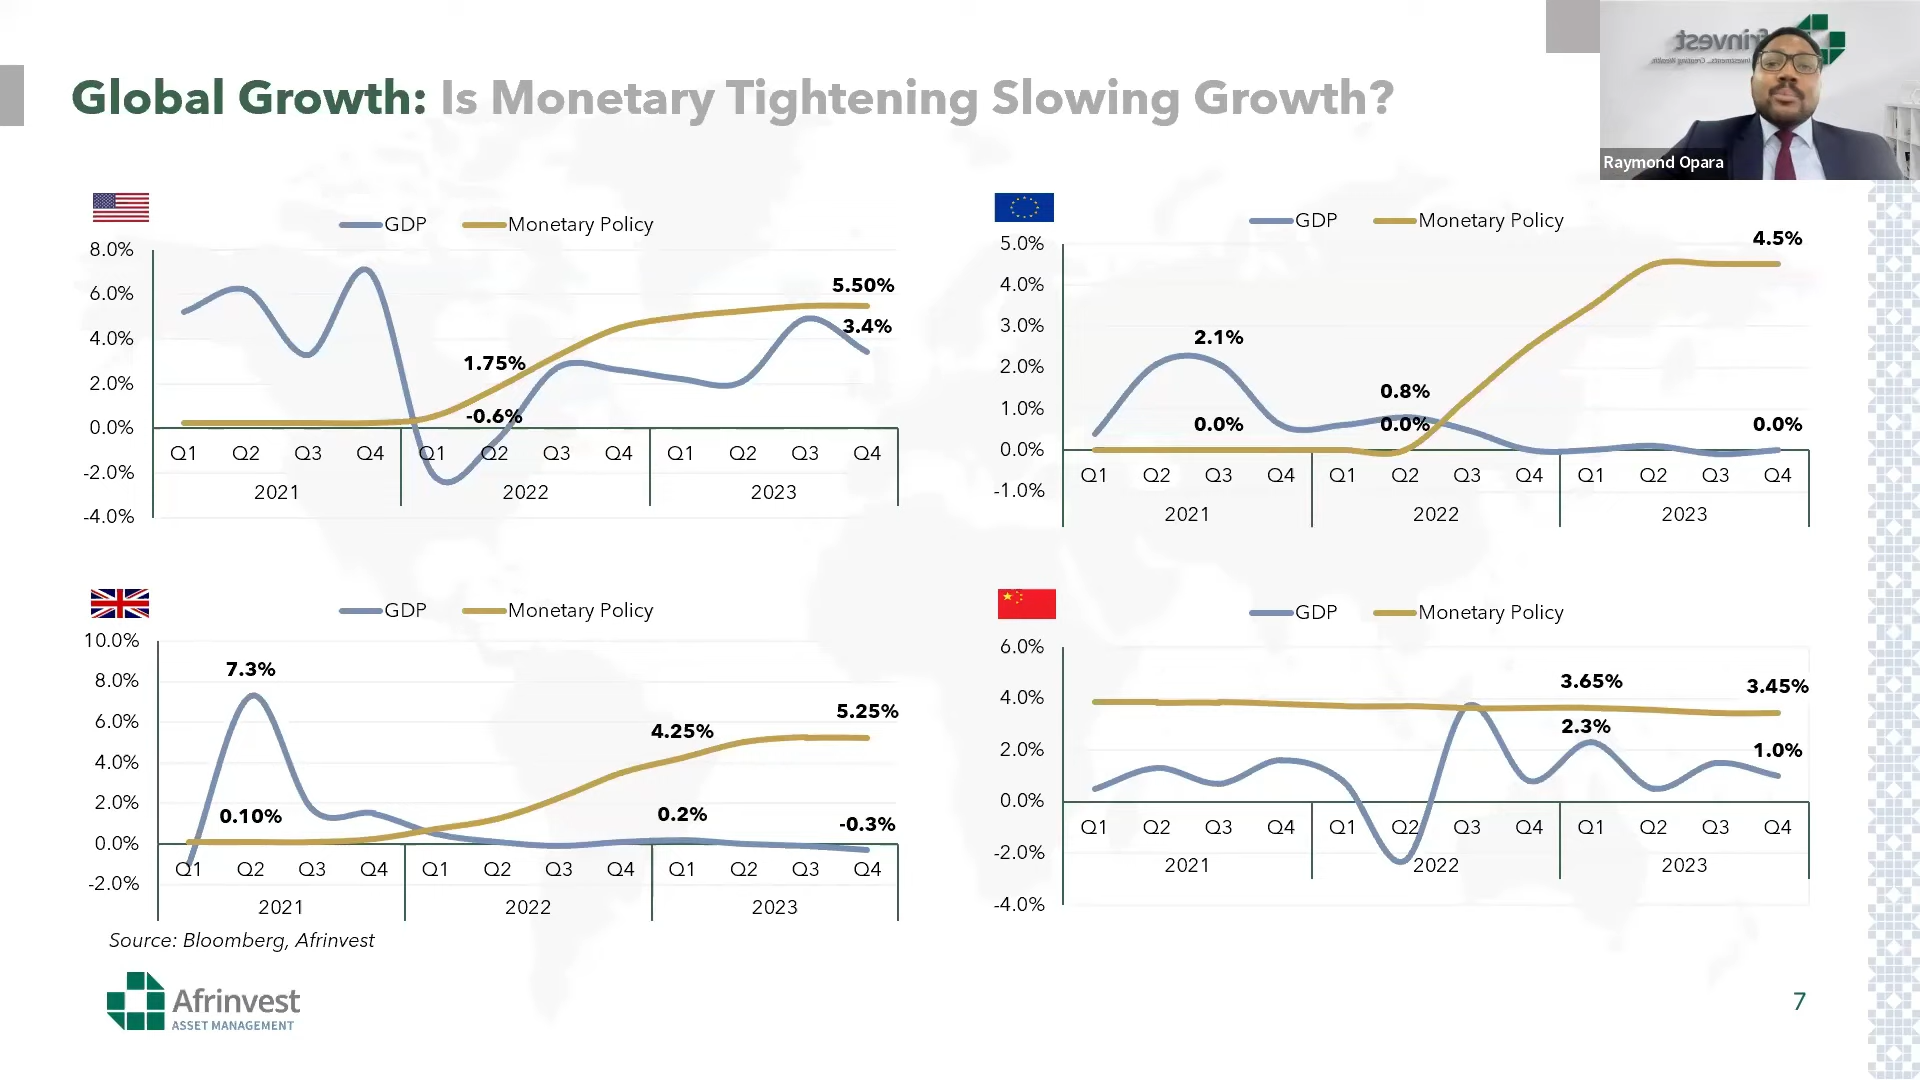 Global Growth: Is Monetary Tightening Slowing Growth?
Afrinvest
Raymond Opara
GDP Monetary Policy
8.0%
6.0%
4.0%
2.0%
0.0%
-2.0%
-4.0%
5.50%
3.4%
1.75%
-0.6%
Q1 Q2 Q3 Q4 Q1 Q2 Q3 Q4 Q1 Q2 Q3 Q4
2021 2022 2023
GDP Monetary Policy
5.0%
4.0%
3.0%
2.0%
1.0%
0.0%
-1.0%
4.5%
2.1%
0.8%
0.0% 0.0% 0.0%
Q1 Q2 Q3 Q4 Q1 Q2 Q3 Q4 Q1 Q2 Q3 Q4
2021 2022 2023
GDP Monetary Policy
10.0%
8.0%
6.0%
4.0%
2.0%
0.0%
-2.0%
7.3%
5.25%
4.25%
0.10% 0.2% -0.3%
Q1 Q2 Q3 Q4 Q1 Q2 Q3 Q4 Q1 Q2 Q3 Q4
2021 2022 2023
GDP Monetary Policy
6.0%
4.0%
2.0%
0.0%
-2.0%
-4.0%
3.65% 3.45%
2.3%
1.0%
Q1 Q2 Q3 Q4 Q1 Q2 Q3 Q4 Q1 Q2 Q3 Q4
2021 2022 2023
Source: Bloomberg, Afrinvest
Afrinvest
ASSET MANAGEMENT
7